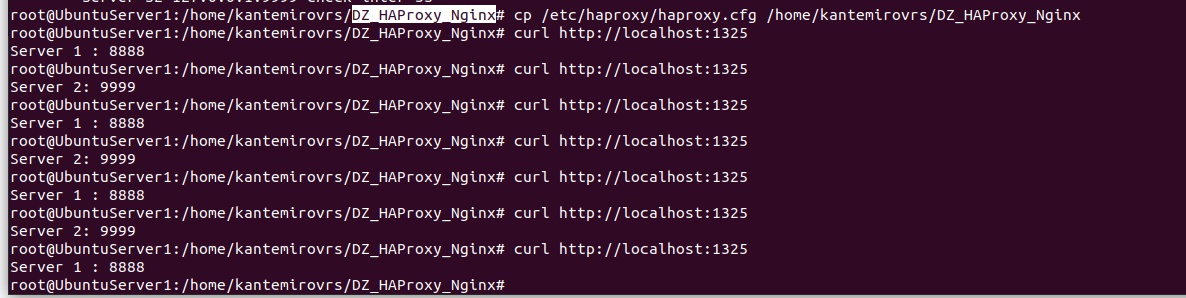 root@UbuntuServer1:/home/kantemirovrs/DZ_HAProxy_Nginx# cp /etc/haproxy/haproxy.cfg /home/kantemirovrs/DZ_HAProxy_Nginx
root@UbuntuServer1:/home/kantemirovrs/DZ_HAProxy_Nginx# curl http://localhost:1325
Server 1 : 8888
root@UbuntuServer1:/home/kantemirovrs/DZ_HAProxy_Nginx# curl http://localhost:1325
Server 2: 9999
root@UbuntuServer1:/home/kantemirovrs/DZ_HAProxy_Nginx# curl http://localhost:1325
Server 1 : 8888
root@UbuntuServer1:/home/kantemirovrs/DZ_HAProxy_Nginx# curl http://localhost:1325
Server 2: 9999
root@UbuntuServer1:/home/kantemirovrs/DZ_HAProxy_Nginx# curl http://localhost:1325
Server 1 : 8888
root@UbuntuServer1:/home/kantemirovrs/DZ_HAProxy_Nginx# curl http://localhost:1325
Server 2: 9999
root@UbuntuServer1:/home/kantemirovrs/DZ_HAProxy_Nginx# curl http://localhost:1325
Server 1 : 8888
root@UbuntuServer1:/home/kantemirovrs/DZ_HAProxy_Nginx#